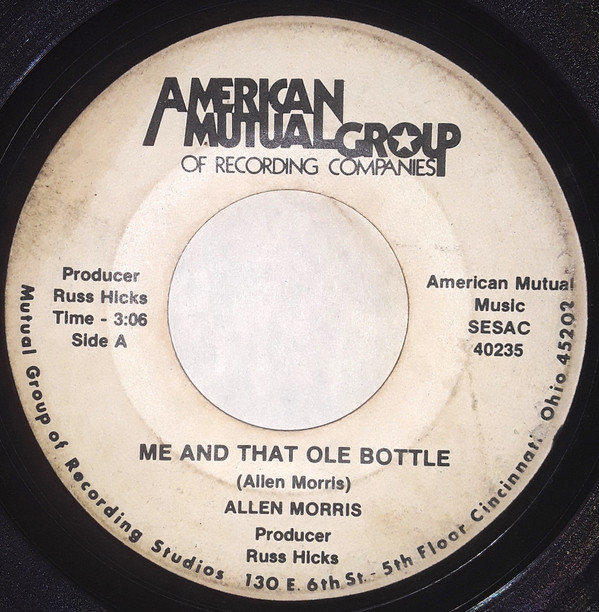 AMERICAN
MUTUAL GROUP
OF RECORDING COMPANIES
Producer
Russ Hicks
Time - 3:06
Side A
American Mutual
Music
SESAC
40235
ME AND THAT OLE BOTTLE
(Allen Morris)
ALLEN MORRIS
Producer
Russ Hicks
Mutual Group of Recording Studios 130 E. 6th St. - 5th Floor Cincinnati Ohio 45202